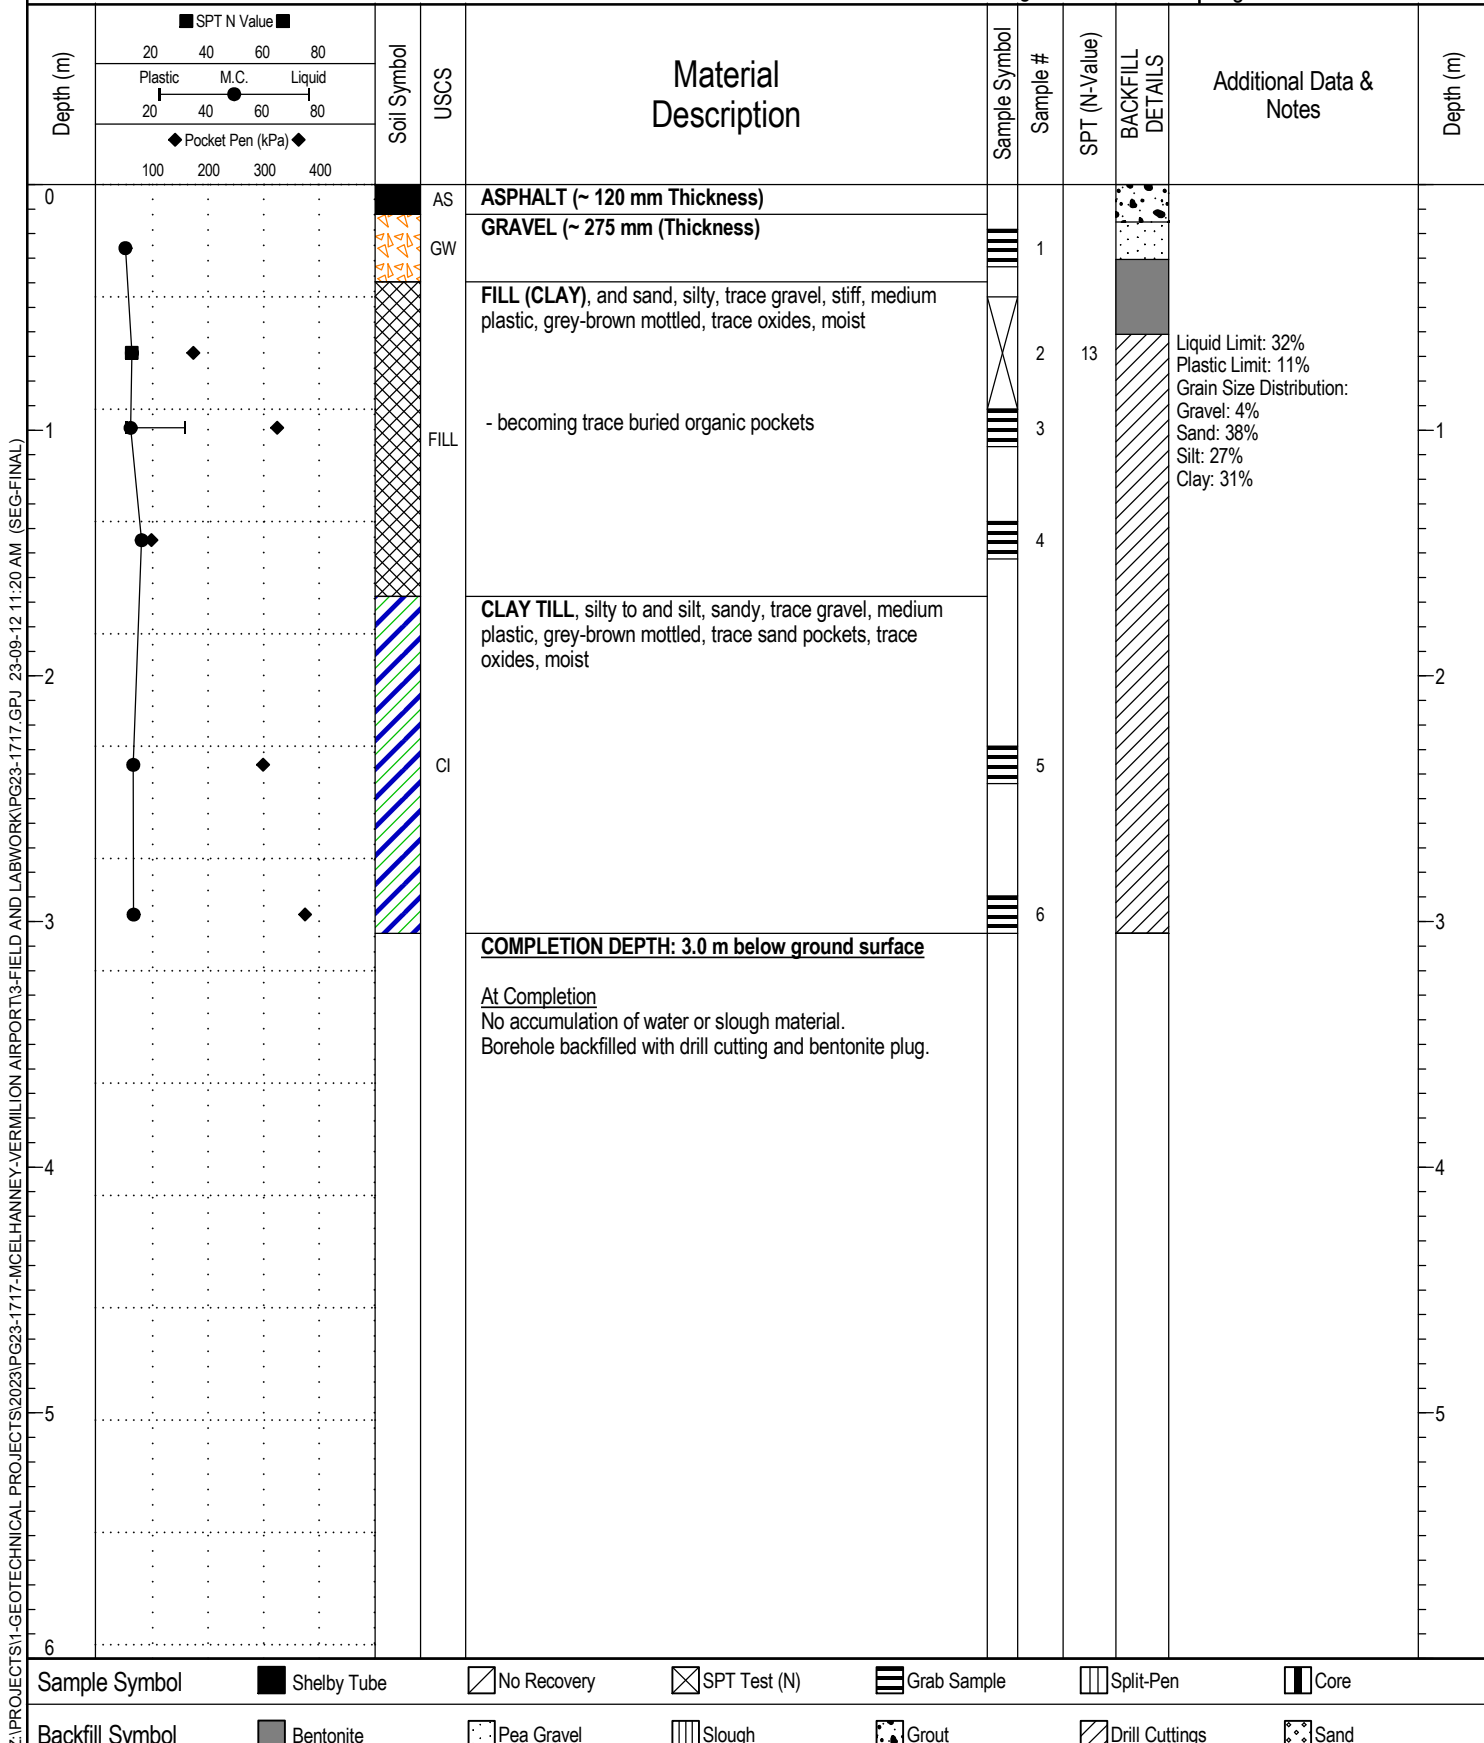 SPT N Value
20 40 60 80
Plastic M.C. Liquid
20 40 60 80
Pocket Pen (kPa)
100 200 300 400
Depth (m)
Soil Symbol
USCS
Material
Description
Sample Symbol
Sample #
SPT (N-Value)
BACKFILL
DETAILS
Additional Data &
Notes
Depth (m)
0
AS
ASPHALT (~ 120 mm Thickness)
GRAVEL (~ 275 mm (Thickness)
GW
1
FILL (CLAY), and sand, silty, trace gravel, stiff, medium
plastic, grey-brown mottled, trace oxides, moist
2 13
Liquid Limit: 32%
Plastic Limit: 11%
Grain Size Distribution:
Gravel: 4%
Sand: 38%
Silt: 27%
Clay: 31%
- becoming trace buried organic pockets
3
1
1
FILL
4
CLAY TILL, silty to and silt, sandy, trace gravel, medium
plastic, grey-brown mottled, trace sand pockets, trace
oxides, moist
2
2
CI
5
6
3
3
COMPLETION DEPTH: 3.0 m below ground surface
At Completion
No accumulation of water or slough material.
Borehole backfilled with drill cutting and bentonite plug.
4
4
5
5
6
Sample Symbol Shelby Tube No Recovery SPT Test (N) Grab Sample Split-Pen Core
Backfill Symbol Bentonite Pea Gravel Slough Grout Drill Cuttings Sand
Z:\PROJECTS\1-GEOTECHNICAL PROJECTS\2023\PG23-1717-MCELHANNEY-VERMILION AIRPORT\3-FIELD AND LABWORK\PG23-1717.GPJ 23-09-12 11:20 AM (SEG-FINAL)